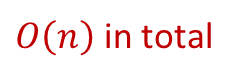 𝑂(𝑛) in total